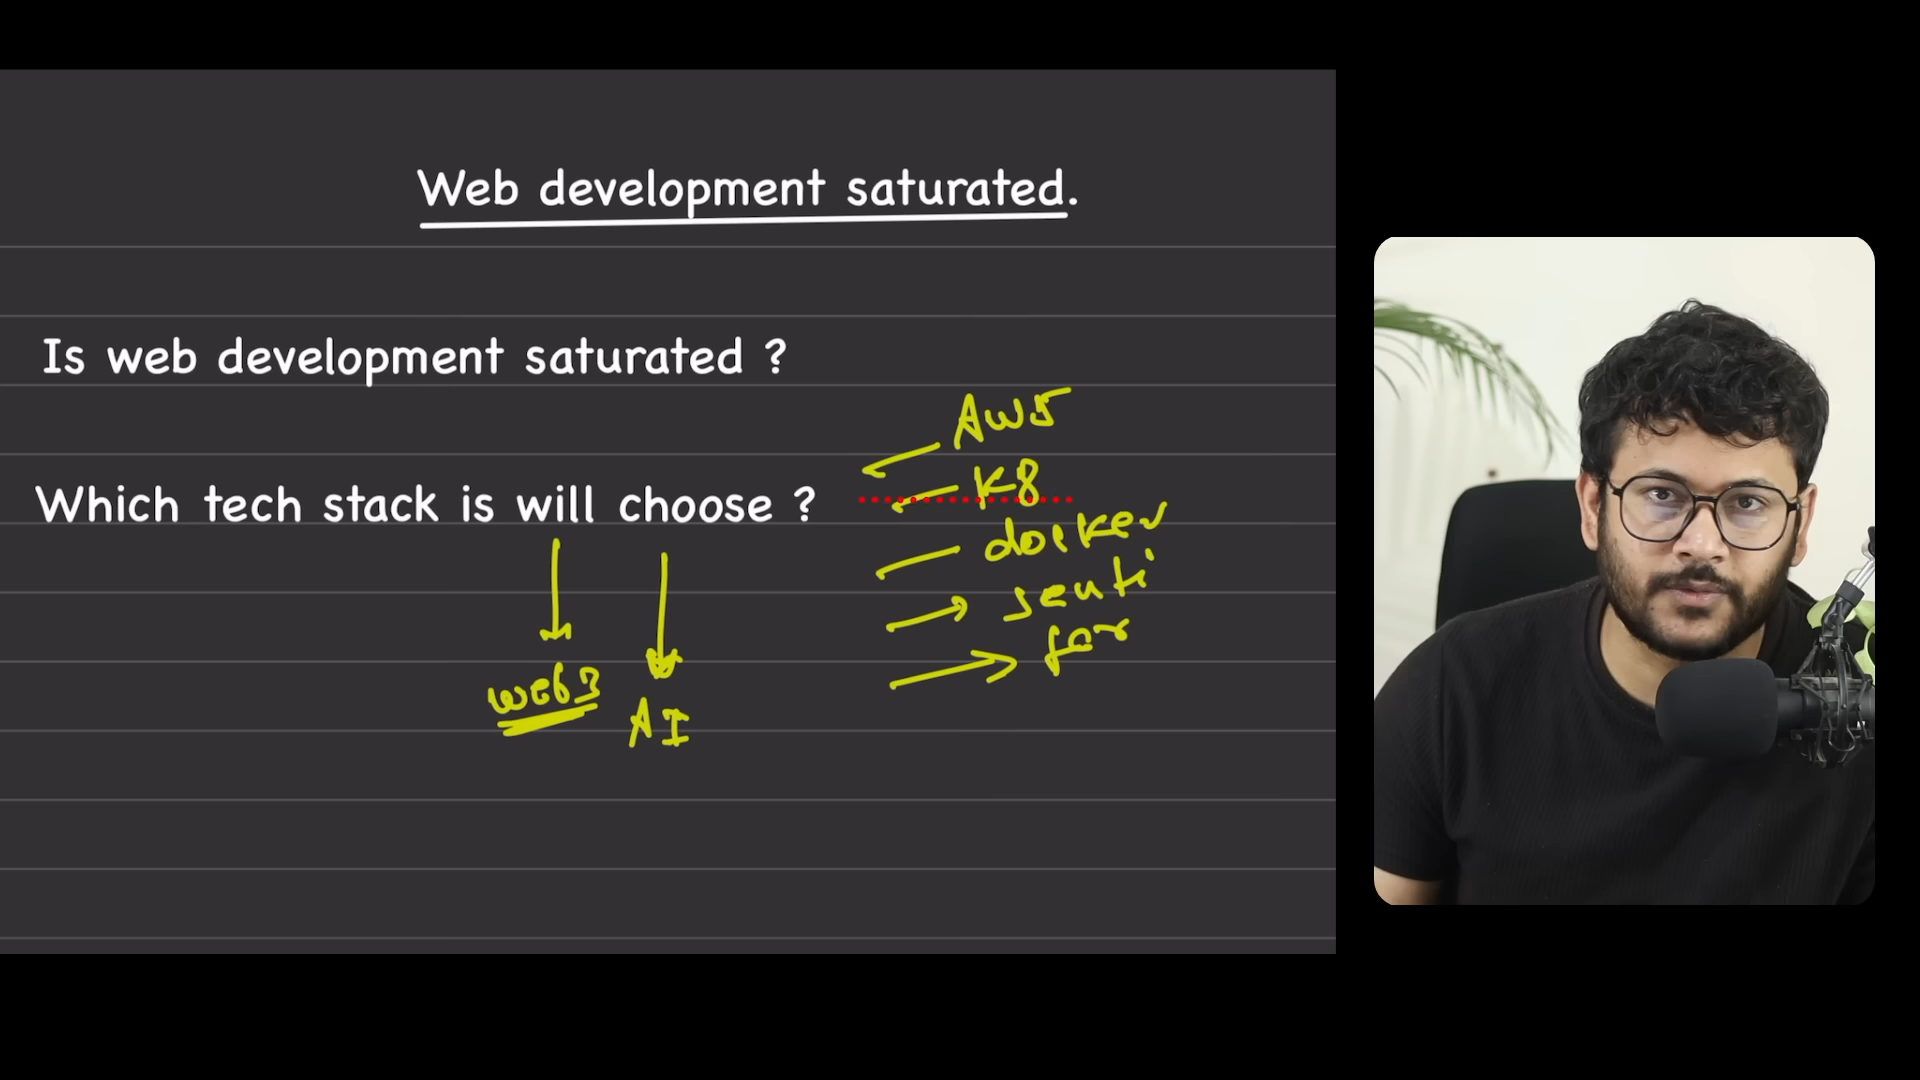 Web development saturated.
Is web development saturated ?
Which tech stack is will choose ?
AWS
K8
docker
web3
AI